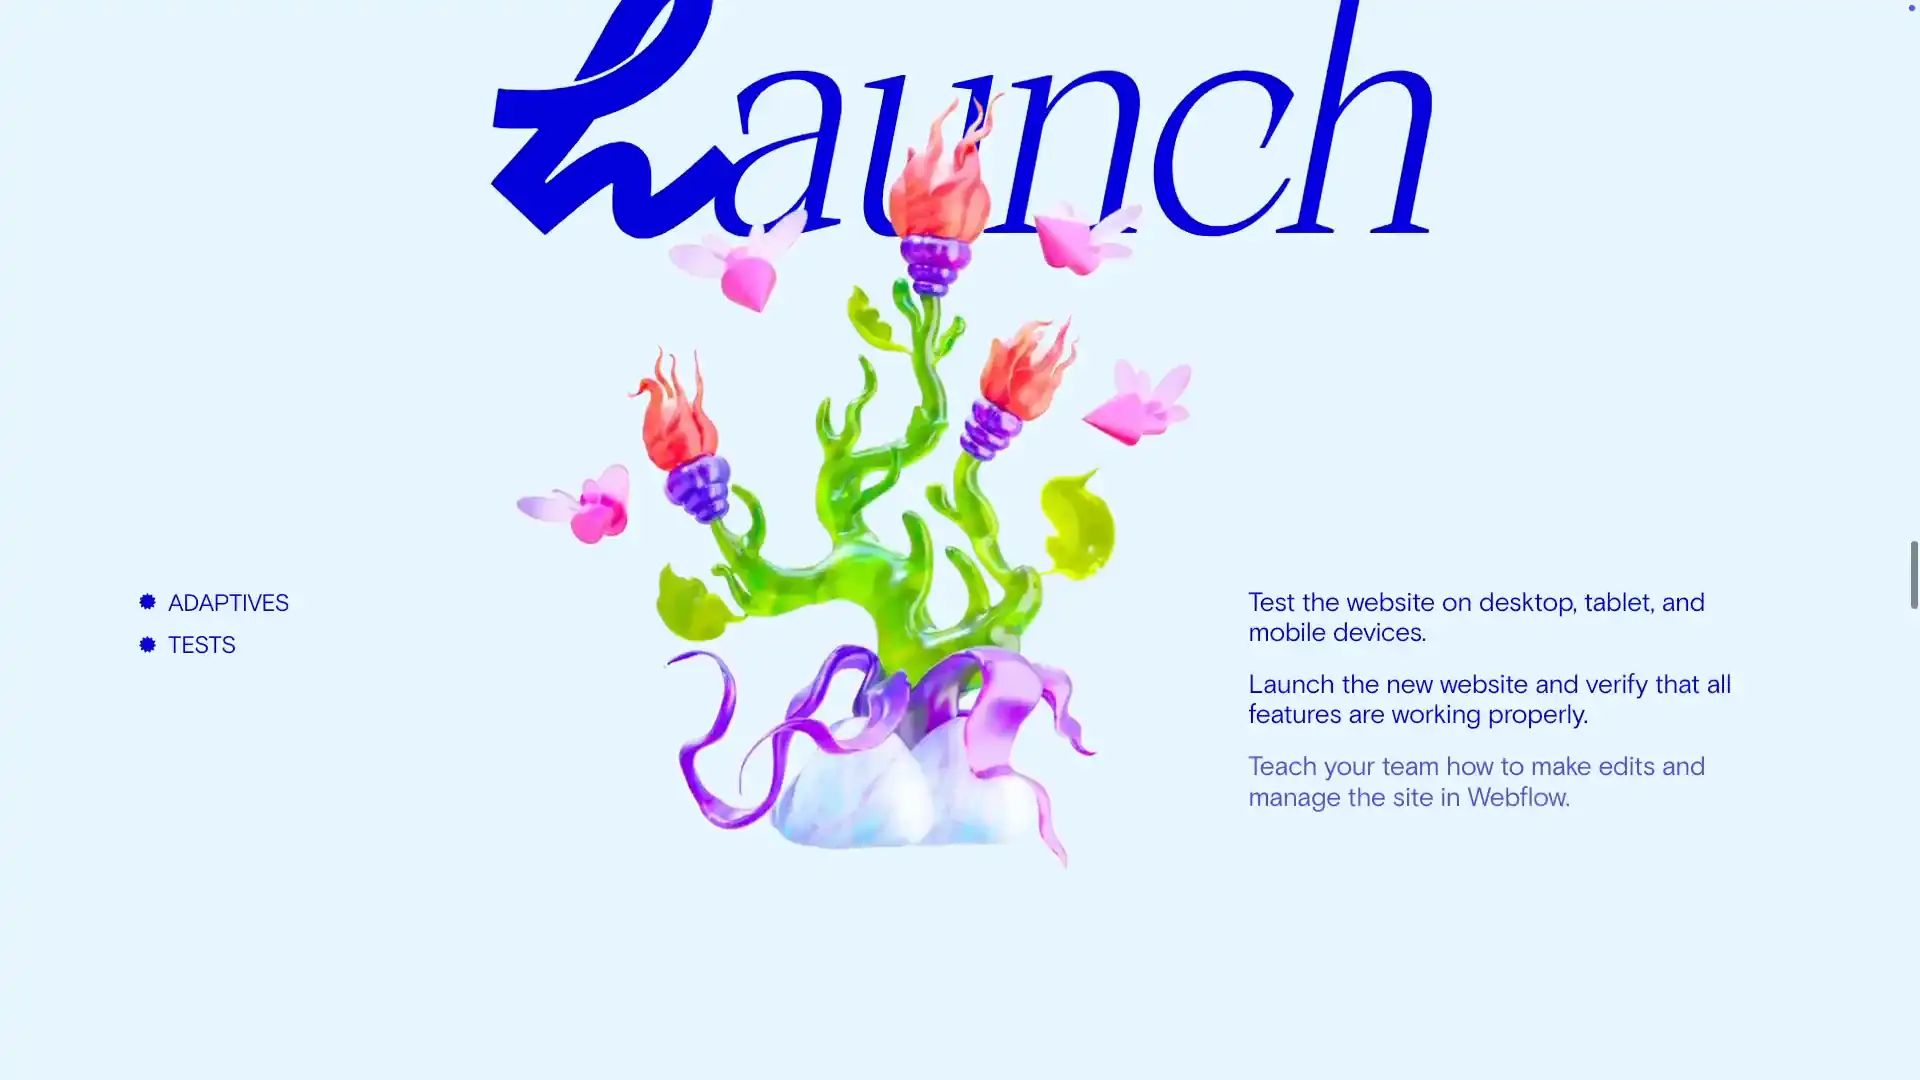 Launch
ADAPTIVES
TESTS
Test the website on desktop, tablet, and
mobile devices.
Launch the new website and verify that all
features are working properly.
Teach your team how to make edits and
manage the site in Webflow.